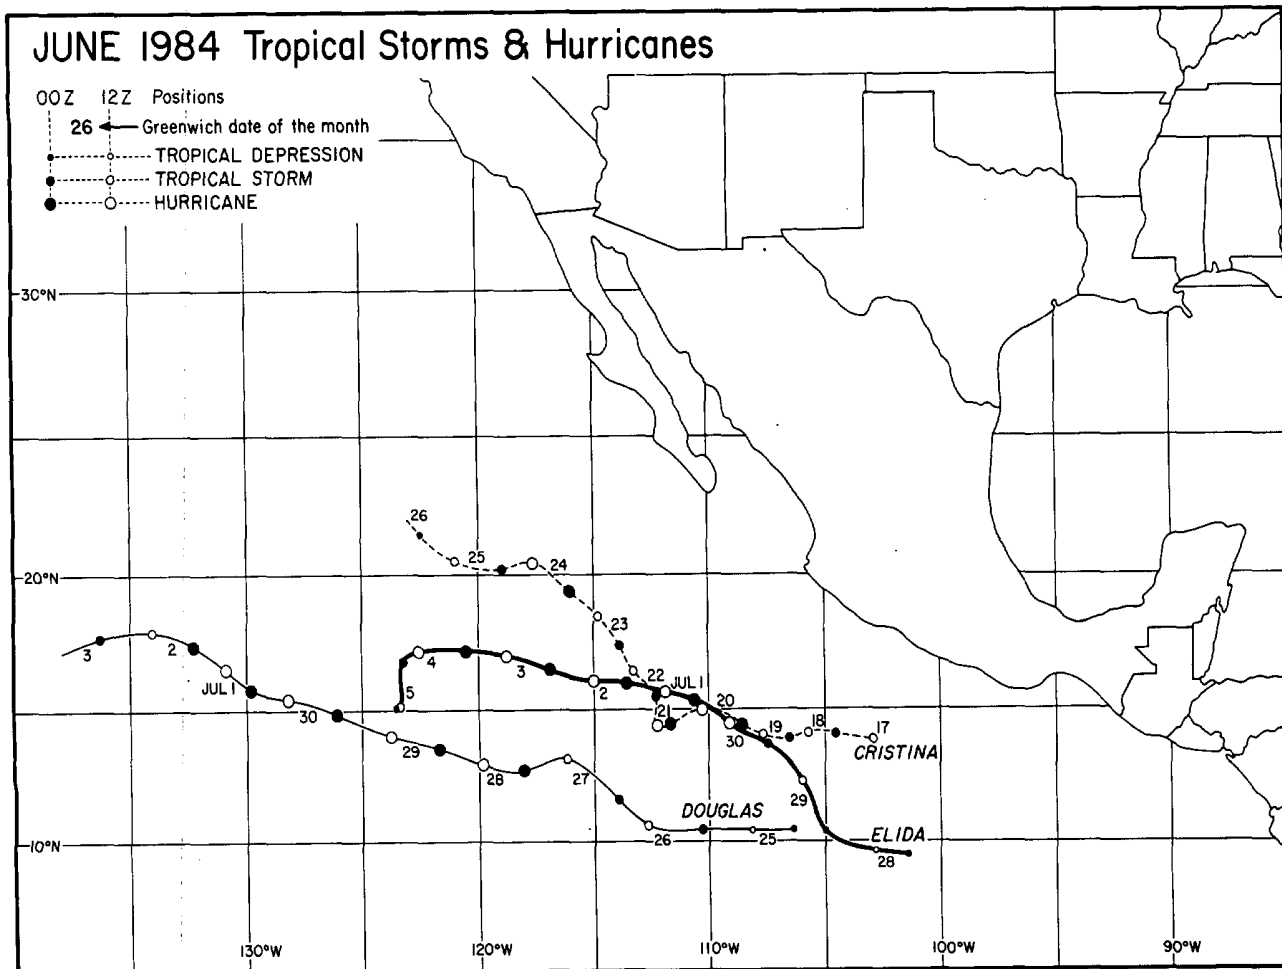 JUNE 1984 Tropical Storms & Hurricanes
00Z 12Z Positions
26 Greenwich date of the month
TROPICAL DEPRESSION
TROPICAL STORM
HURRICANE
30°N
26
25
24
20°N
23
3
2
4
3
22
JUL 1
JUL 1
2
20
5
21
30
30
19
18
17
CRISTINA
29
28
27
29
DOUGLAS
26
25
ELIDA
10°N
28
130°W
120°W
110°W
100°W
90°W